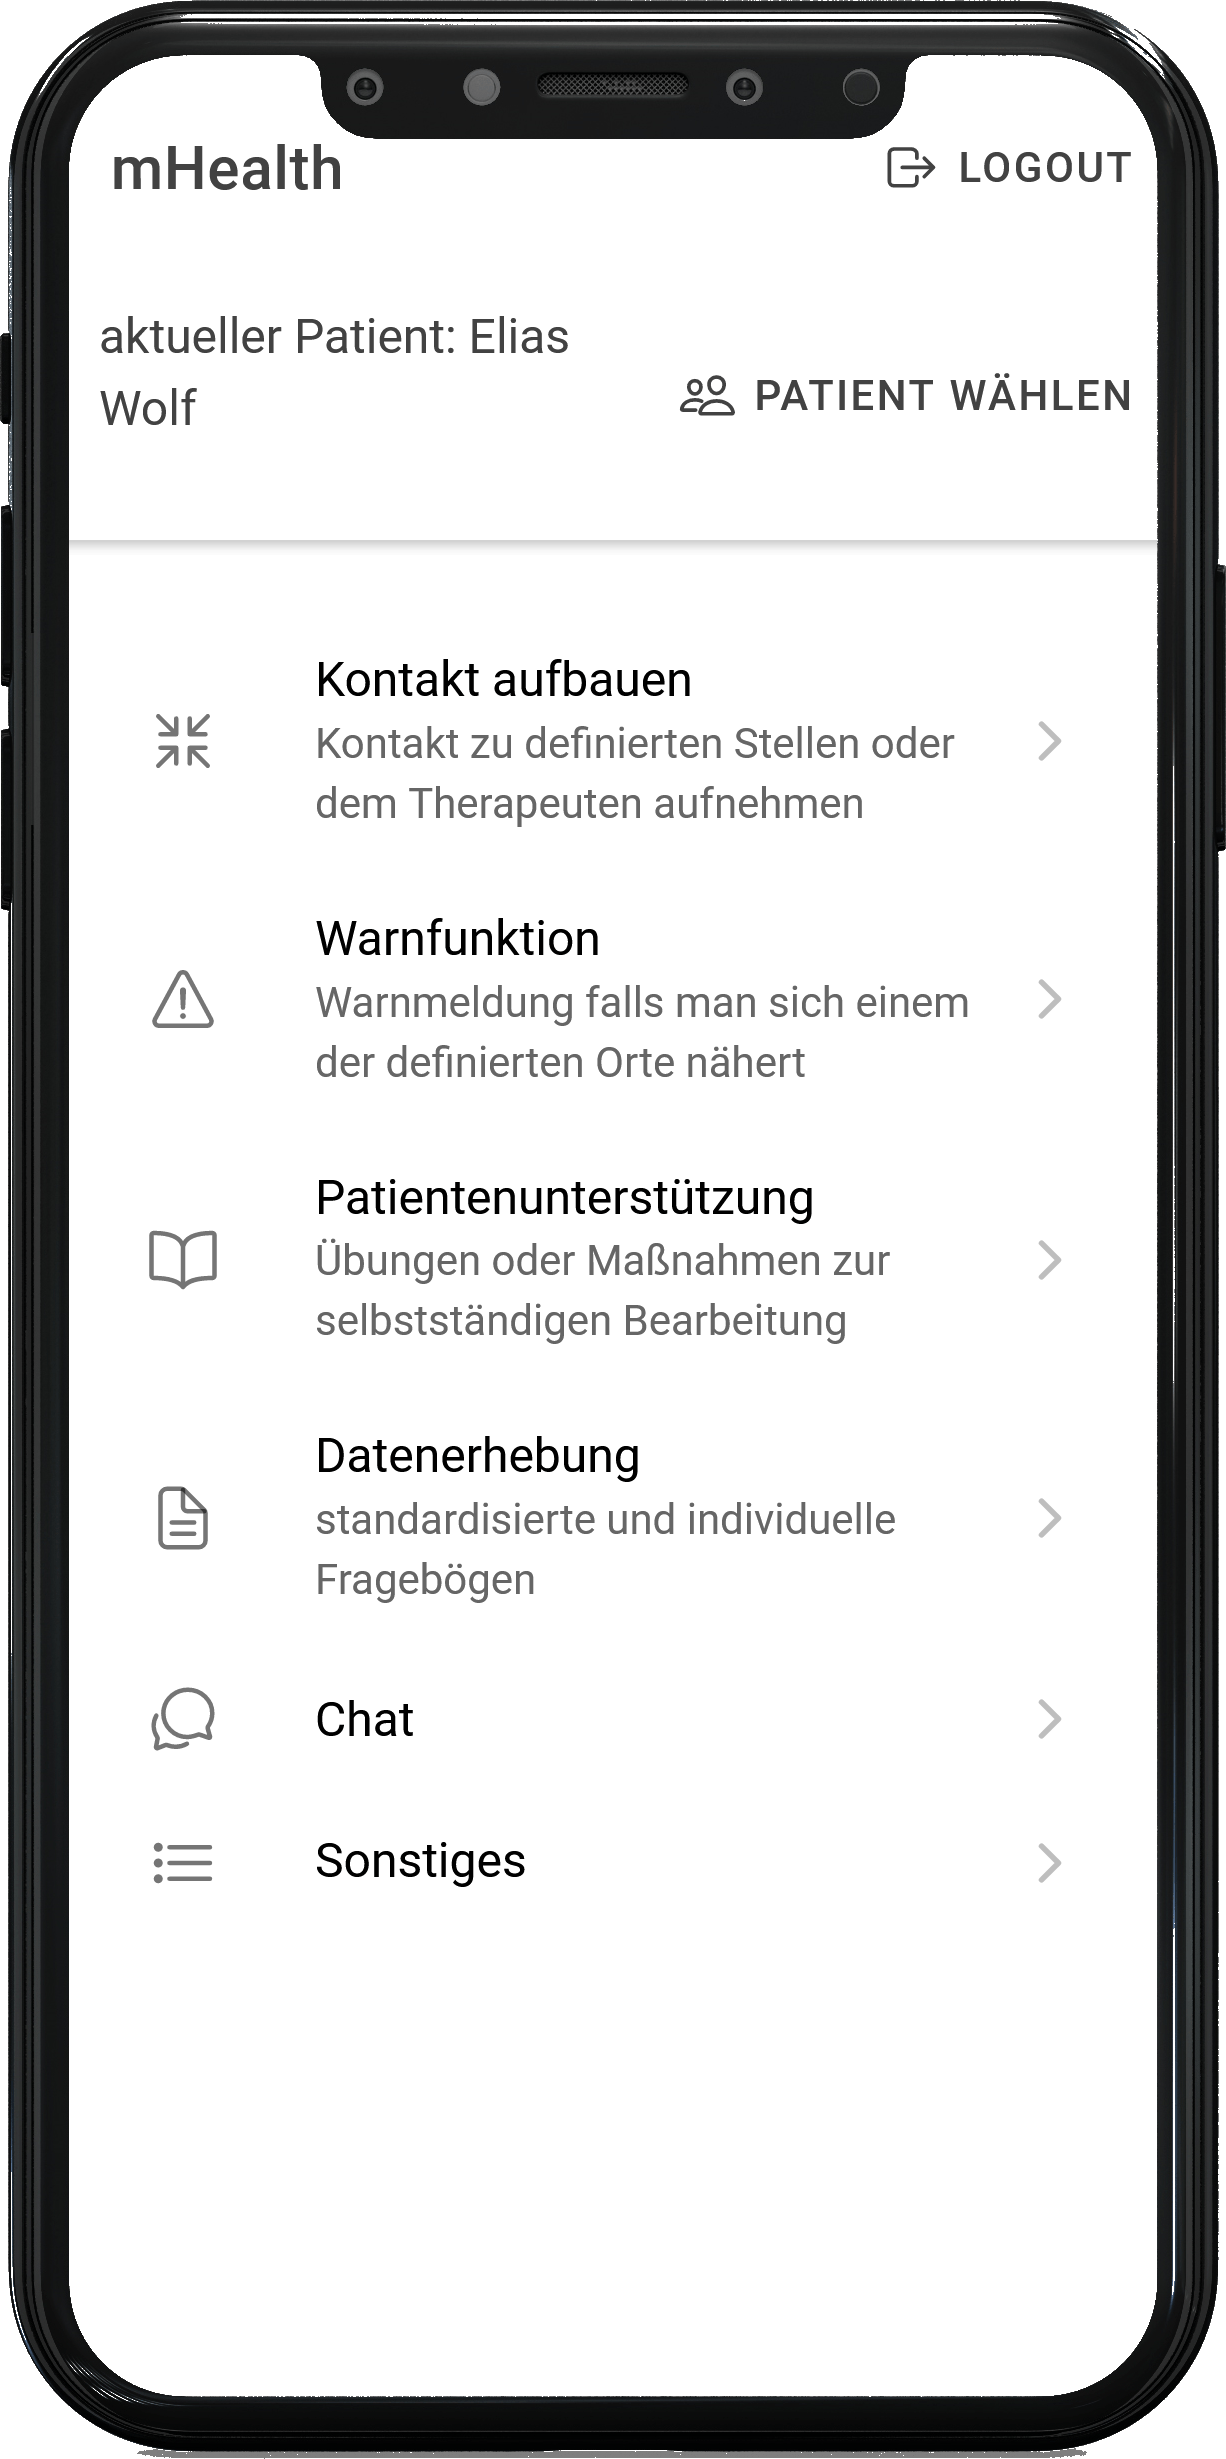 mHealth
LOGOUT
aktueller Patient: Elias
Wolf
PATIENT WÄHLEN
Kontakt aufbauen
Kontakt zu definierten Stellen oder
dem Therapeuten aufnehmen
Warnfunktion
Warnmeldung falls man sich einem
der definierten Orte nähert
Patientenunterstützung
Übungen oder Maßnahmen zur
selbstständigen Bearbeitung
Datenerhebung
standardisierte und individuelle
Fragebögen
Chat
Sonstiges